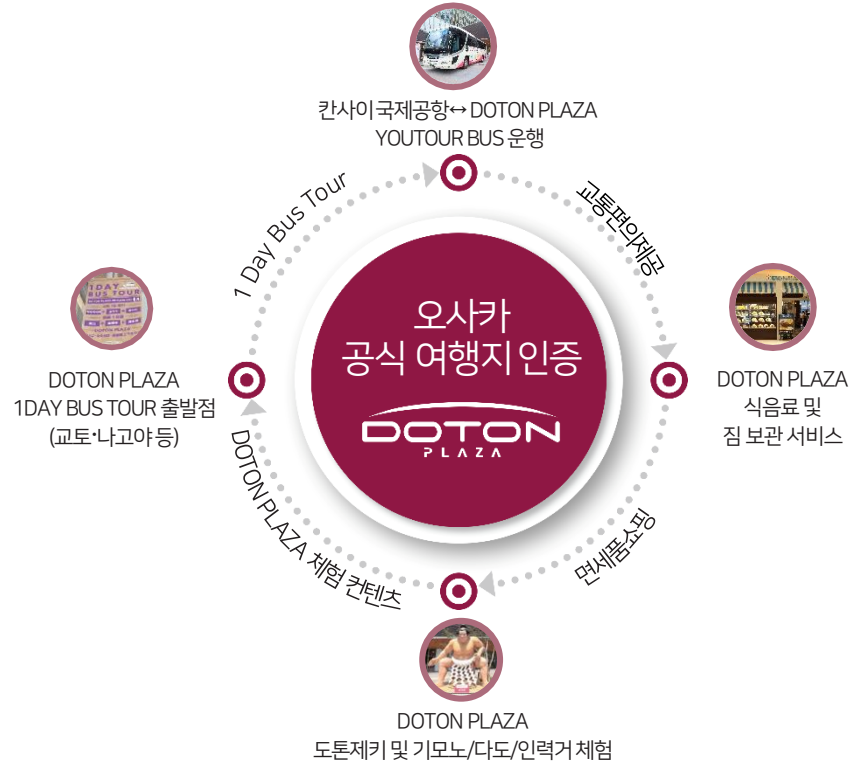 칸사이 국제공항↔DOTON PLAZA
YOUTOUR BUS 운행
1 Day Bus Tour
교통편의제공
오사카
공식 여행지 인증
DOTON
PLAZA
1DAY
BUS TOUR
DOTON PLAZA
1DAY BUS TOUR 출발점
(교토·나고야 등)
DOTON PLAZA
식음료 및
짐 보관 서비스
DOTON PLAZA 체험 컨텐츠
면세품쇼핑
DOTON PLAZA
도톤제키 및 기모노/다도/인력거 체험